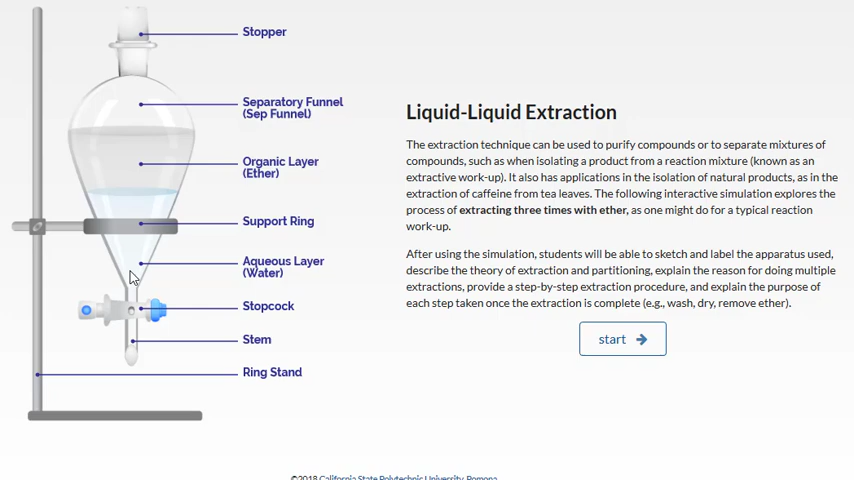 Stopper
Separatory Funnel
(Sep Funnel)
Organic Layer
(Ether)
Support Ring
Aqueous Layer
(Water)
Stopcock
Stem
Ring Stand
Liquid-Liquid Extraction
The extraction technique can be used to purify compounds or to separate mixtures of
compounds, such as when isolating a product from a reaction mixture (known as an
extractive work-up). It also has applications in the isolation of natural products, as in the
extraction of caffeine from tea leaves. The following interactive simulation explores the
process of extracting three times with ether, as one might do for a typical reaction
work-up.
After using the simulation, students will be able to sketch and label the apparatus used,
describe the theory of extraction and partitioning, explain the reason for doing multiple
extractions, provide a step-by-step extraction procedure, and explain the purpose of
each step taken once the extraction is complete (e.g., wash, dry, remove ether).
start
©2018 California State Polytechnic University, Pomona